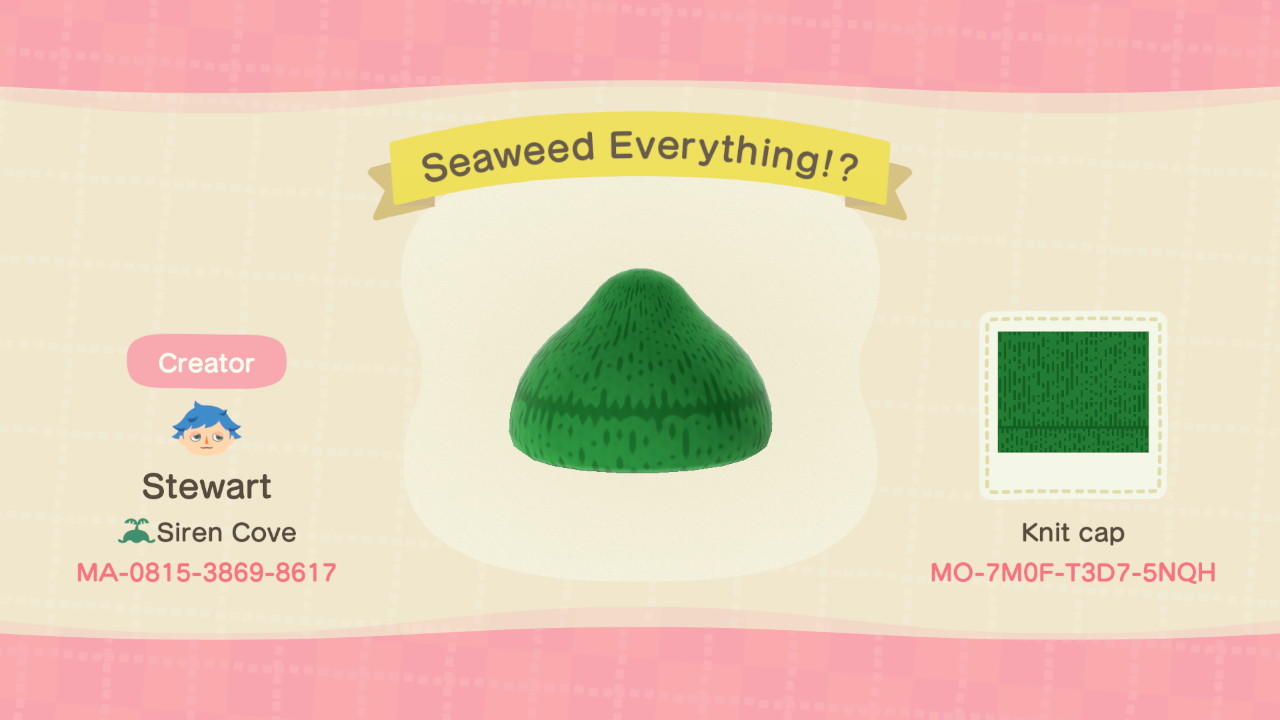 Seaweed Everything!?
Creator
Stewart
Siren Cove
MA-0815-3869-8617
Knit cap
MO-7M0F-T3D7-5NQH